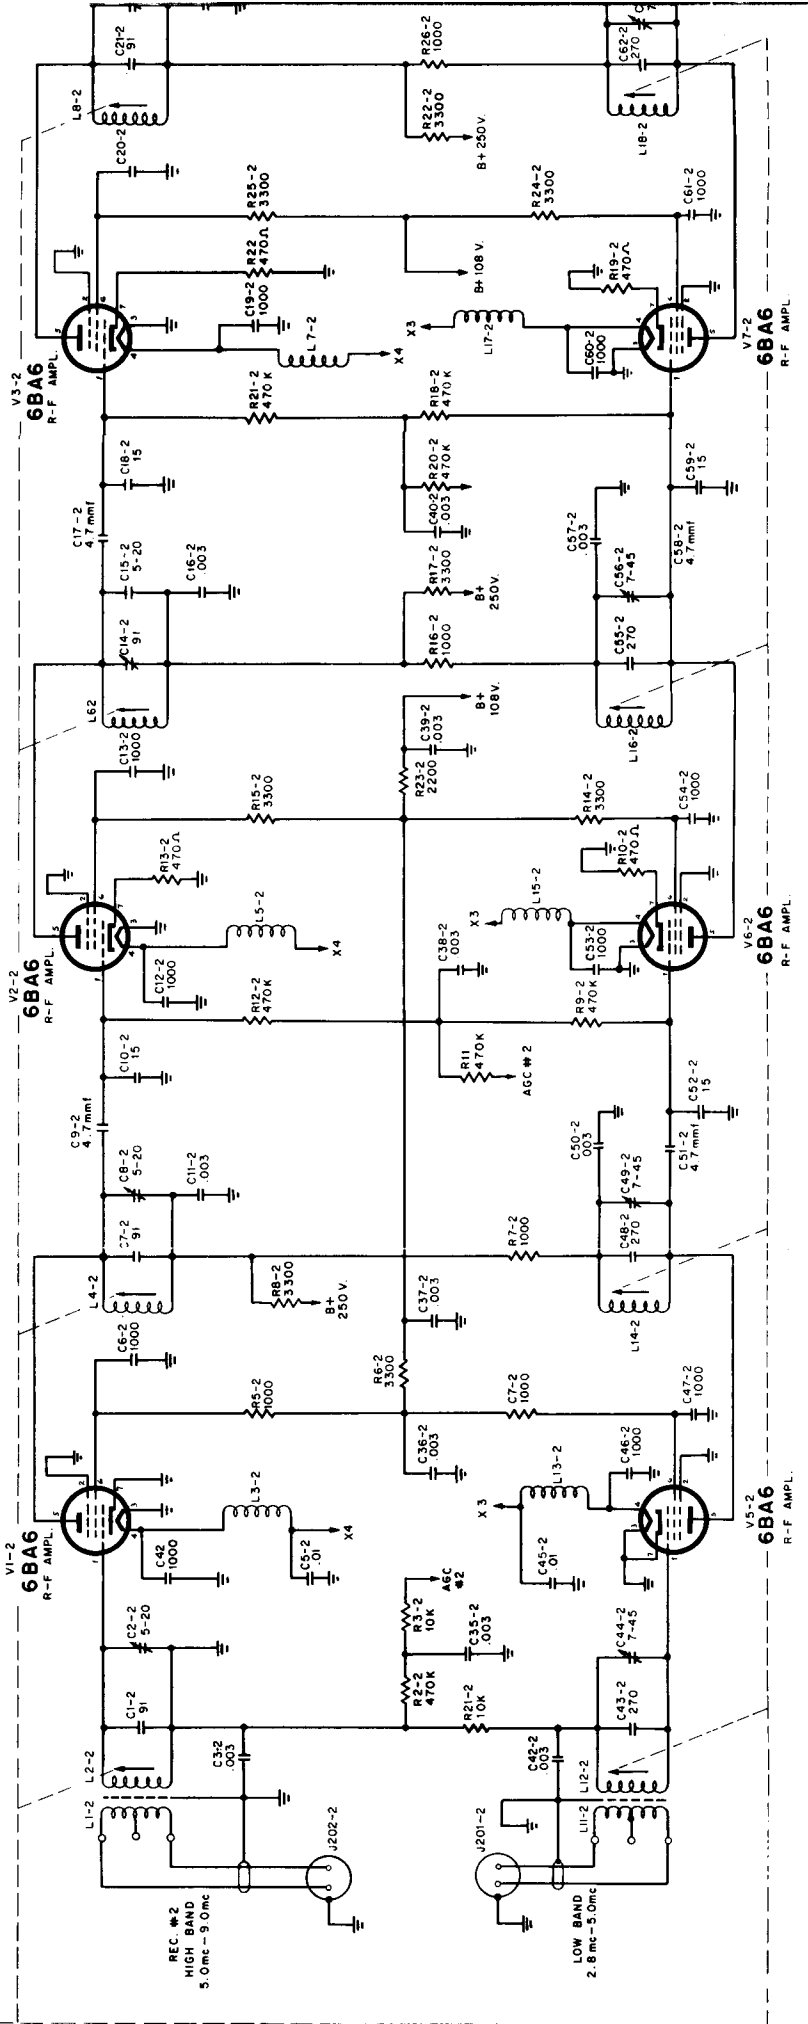 C21-2
91
L8-2
C20-2
R26-2
1000
R22-2
3300
B+ 250V.
C62-2
270
L18-2
R25-2
3300
R24-2
3300
C61-2
1000
B+108 V.
R22
470Ω
C19-2
1000
L7-2
X4
X3
L17-2
R19-2
470Ω
C60-2
1000
V3-2
6BA6
R-F AMPL.
V7-2
6BA6
R-F AMPL.
R21-2
470 K
R18-2
470K
R20-2
470K
C40-2
.003
C18-2
15
C17-2
4.7mmf
C15-2
5-20
C16-2
.003
C14-2
91
L62
R17-2
3300
B+
250V.
R16-2
1000
C57-2
.003
C56-2
7-45
C55-2
270
L16-2
C59-2
15
C58-2
4.7mmf
C13-2
1000
B+
108V.
C39-2
.003
R23-2
2200
R15-2
3300
R14-2
3300
C54-2
1000
R13-2
470Ω
R10-2
470Ω
V2-2
6BA6
R-F AMPL.
L5-2
X4
X3
L15-2
V6-2
6BA6
R-F AMPL.
C12-2
1000
R12-2
470K
C38-2
.003
C53-2
1000
R9-2
470K
R11
470K
AGC #2
C10-2
15
C9-2
4.7mmf
C8-2
5-20
C11-2
.003
C7-2
91
L4-2
C52-2
15
C51-2
4.7mmf
C50-2
.003
C49-2
7-45
C48-2
270
L14-2
R7-2
1000
R8-2
3300
B+
250 V.
C37-2
.003
C6-2
1000
R6-2
3300
R5-2
1000
C7-2
1000
C47-2
1000
C36-2
.003
C46-2
1000
V1-2
6BA6
R-F AMPL.
L3-2
X4
X3
L13-2
V5-2
6BA6
R-F AMPL.
C42
1000
C5-2
.01
C45-2
.01
AGC
#2
R3-2
10K
C35-2
.003
R2-2
470K
R21-2
10K
C2-2
5-20
C1-2
91
L2-2
L1-2
C3-2
.003
C44-2
7-45
C43-2
270
L12-2
L11-2
C42-2
.003
J202-2
J201-2
REC. #2
HIGH BAND
5.0mc-9.0mc
LOW BAND
2.8mc-5.0mc
1
2
3
4
5
6
7